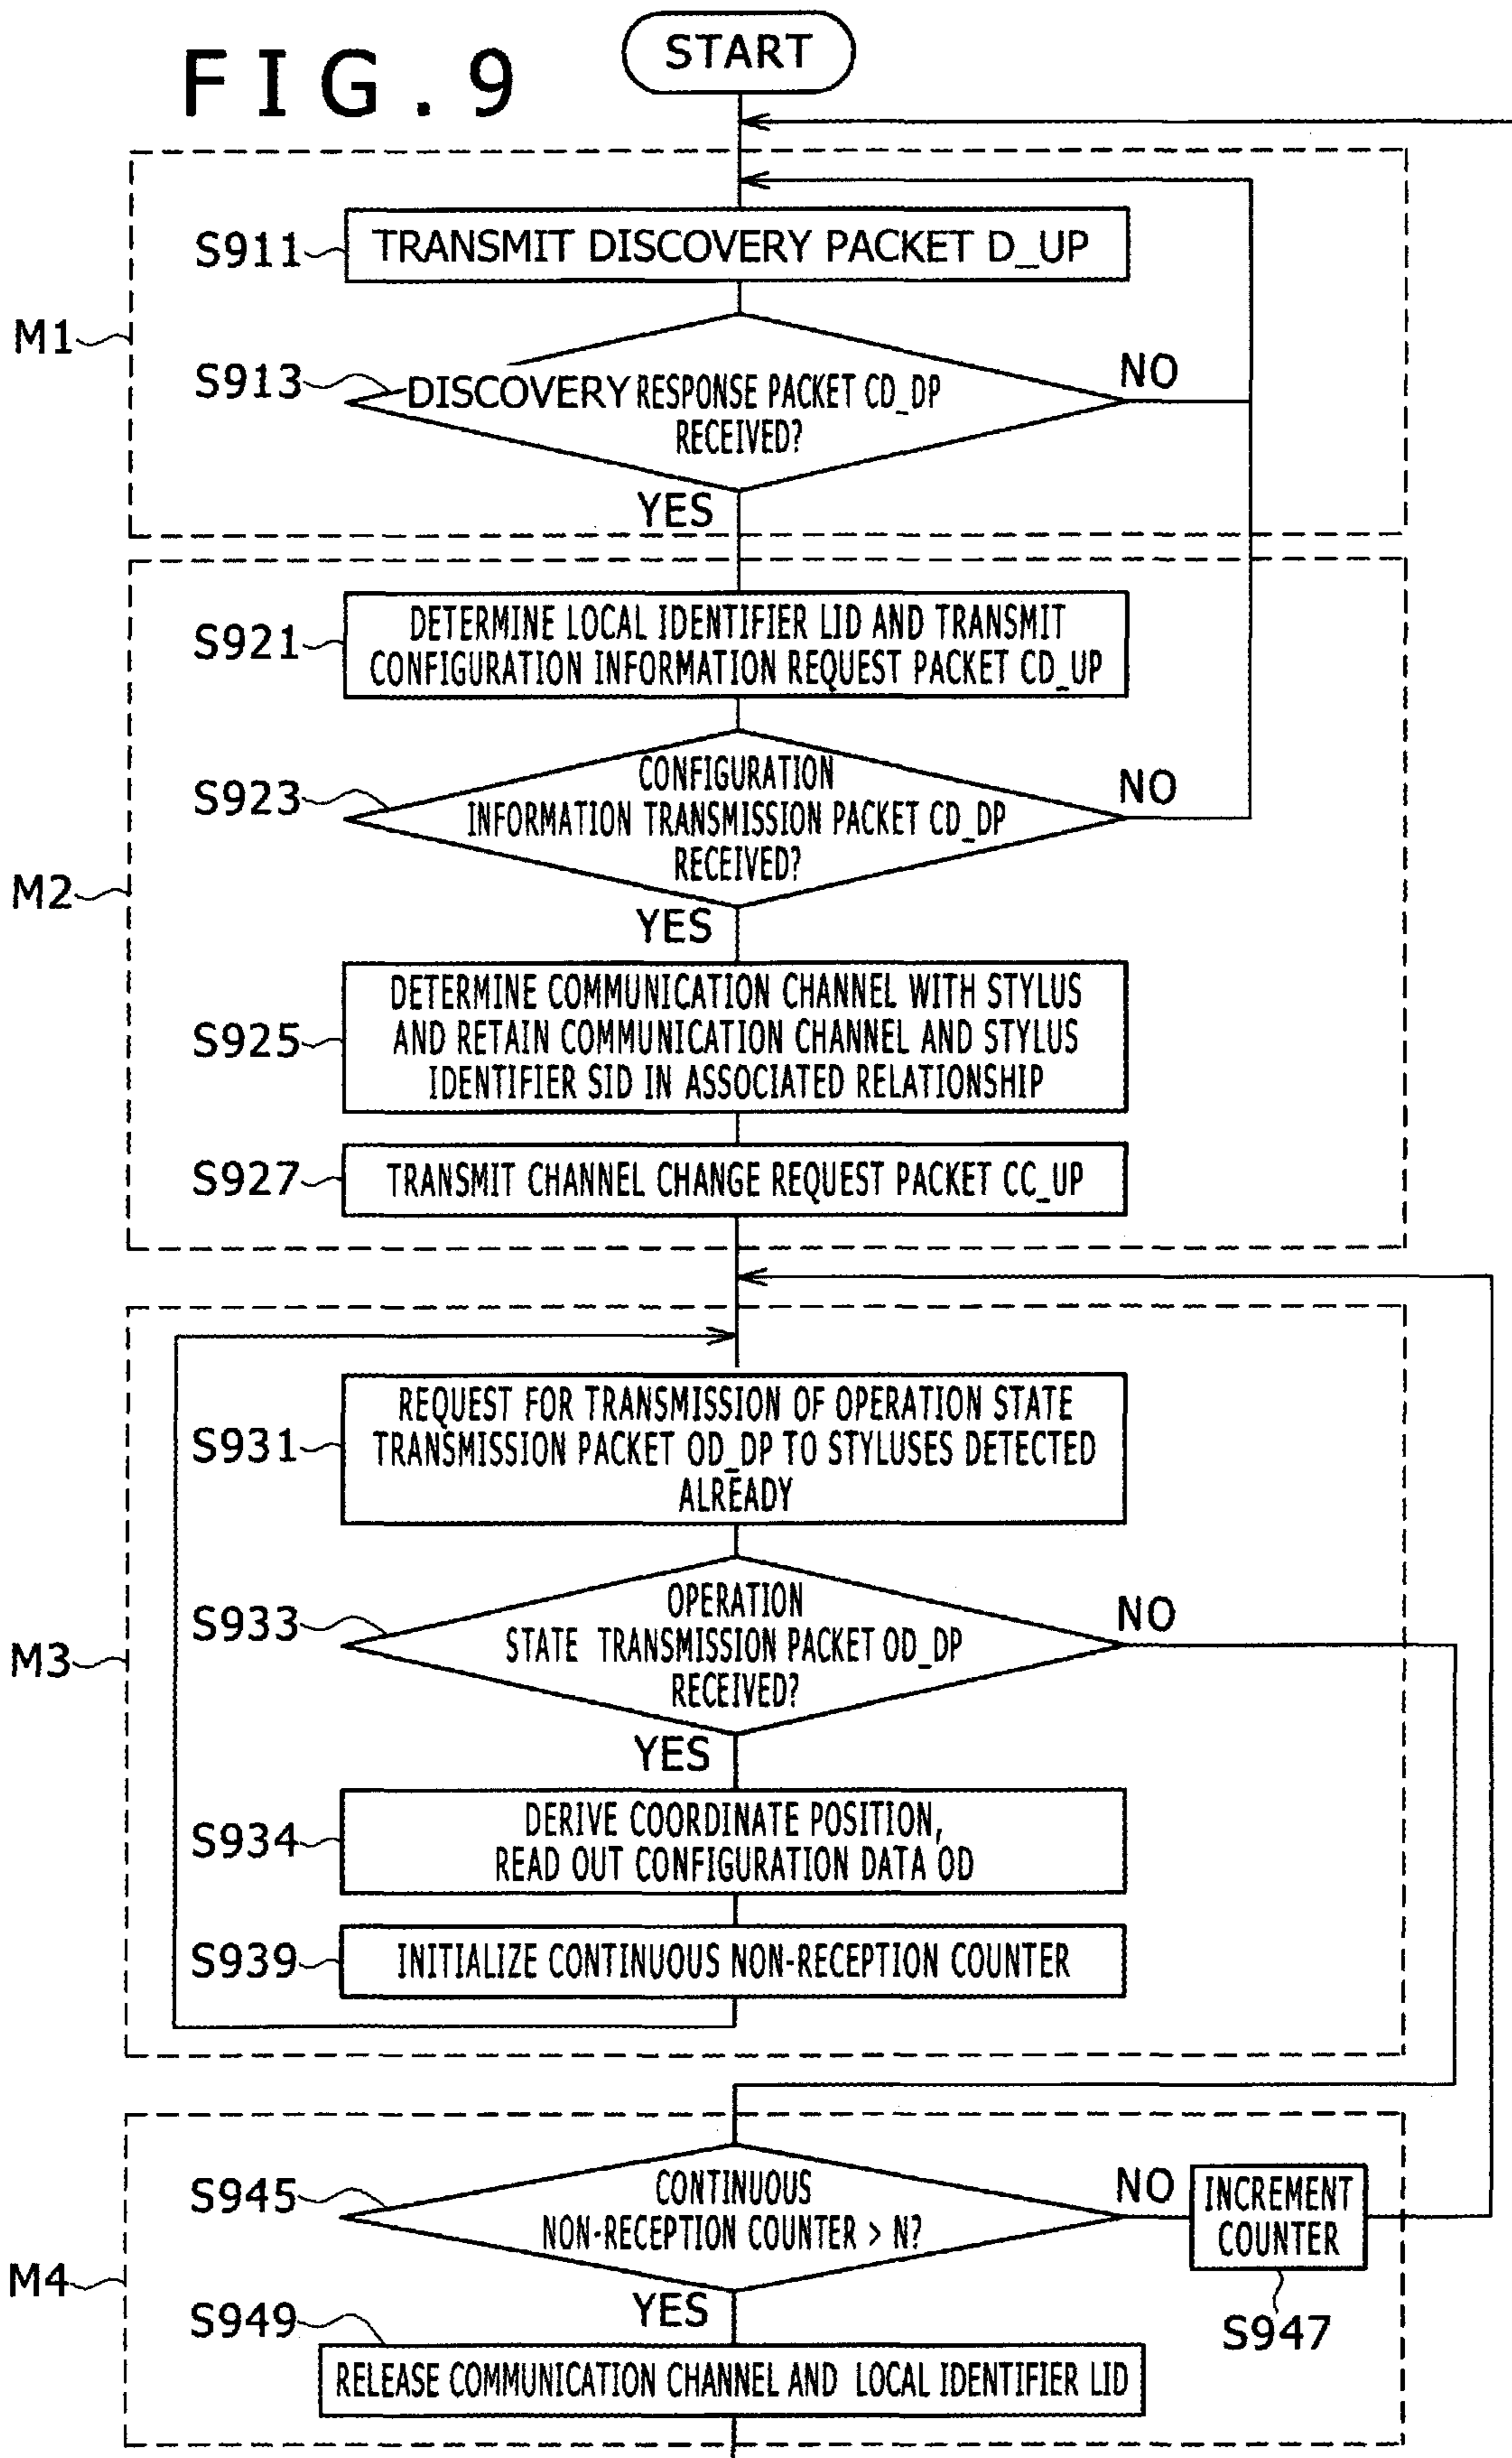 FIG.9
START
M1
S911
TRANSMIT DISCOVERY PACKET D_UP
S913
DISCOVERY RESPONSE PACKET CD_DP
RECEIVED?
NO
YES
M2
S921
DETERMINE LOCAL IDENTIFIER LID AND TRANSMIT
CONFIGURATION INFORMATION REQUEST PACKET CD_UP
S923
CONFIGURATION
INFORMATION TRANSMISSION PACKET CD_DP
RECEIVED?
NO
YES
S925
DETERMINE COMMUNICATION CHANNEL WITH STYLUS
AND RETAIN COMMUNICATION CHANNEL AND STYLUS
IDENTIFIER SID IN ASSOCIATED RELATIONSHIP
S927
TRANSMIT CHANNEL CHANGE REQUEST PACKET CC_UP
M3
S931
REQUEST FOR TRANSMISSION OF OPERATION STATE
TRANSMISSION PACKET OD_DP TO STYLUSES DETECTED
ALREADY
S933
OPERATION
STATE TRANSMISSION PACKET OD_DP
RECEIVED?
NO
YES
S934
DERIVE COORDINATE POSITION,
READ OUT CONFIGURATION DATA OD
S939
INITIALIZE CONTINUOUS NON-RECEPTION COUNTER
M4
S945
CONTINUOUS
NON-RECEPTION COUNTER > N?
NO
INCREMENT
COUNTER
S947
YES
S949
RELEASE COMMUNICATION CHANNEL AND LOCAL IDENTIFIER LID